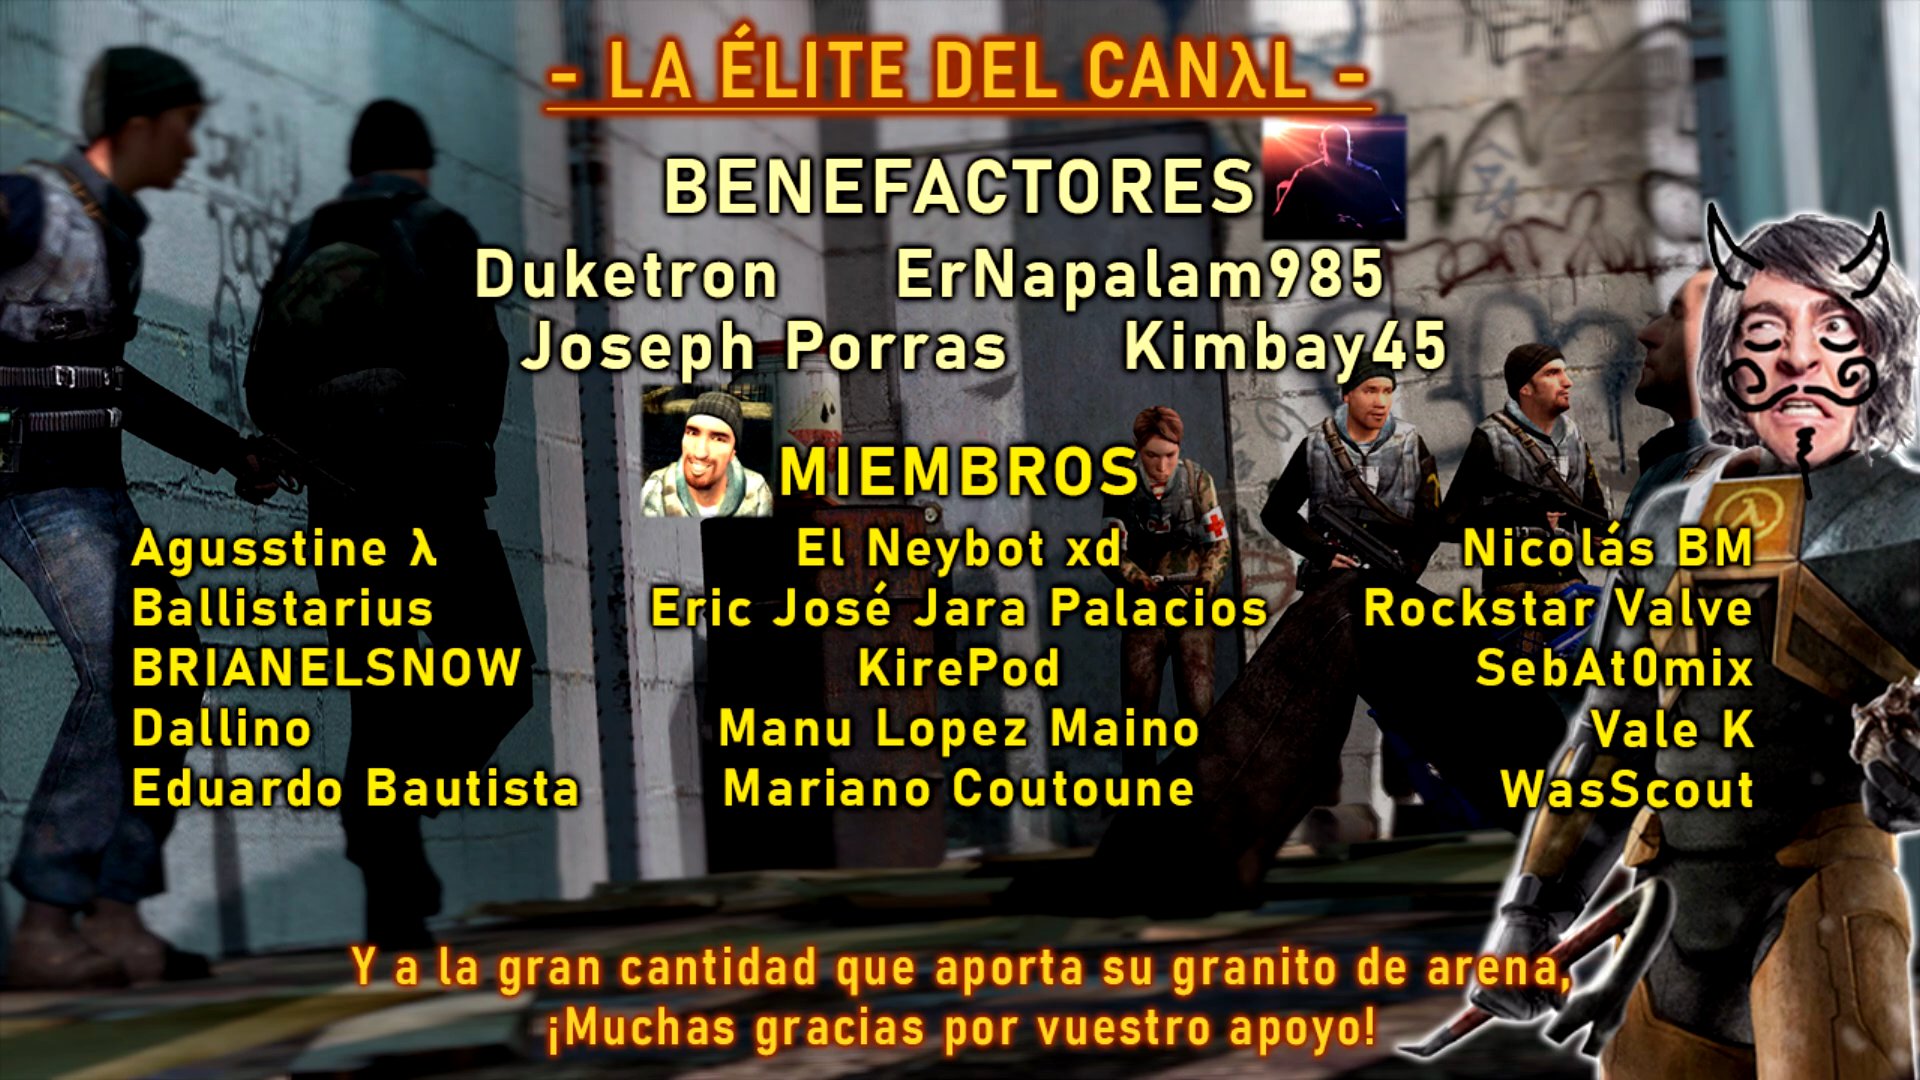 - LA ÉLITE DEL CANλL -
BENEFACTORES
Duketron ErNapalam985
Joseph Porras Kimbay45
MIEMBROS
Agusstine λ El Neybot xd Nicolás BM
Ballistarius Eric José Jara Palacios Rockstar Valve
BRIANELSNOW KirePod SebAt0mix
Dallino Manu Lopez Maino Vale K
Eduardo Bautista Mariano Coutoune WasScout
Y a la gran cantidad que aporta su granito de arena,
¡Muchas gracias por vuestro apoyo!